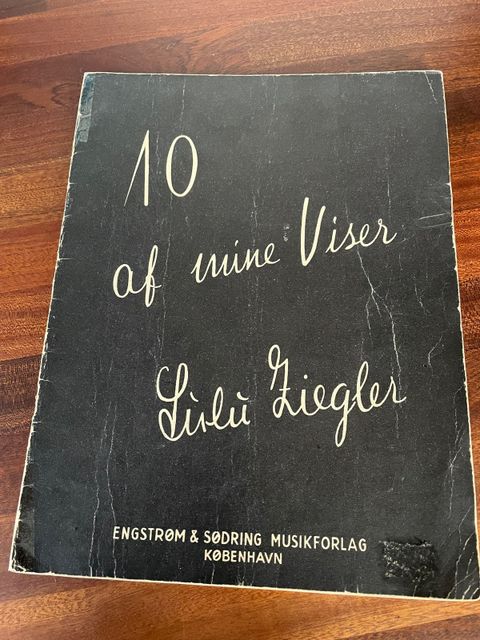 10
af mine Viser
Lulu Ziegler
ENGSTRØM & SØDRING MUSIKFORLAG
KØBENHAVN